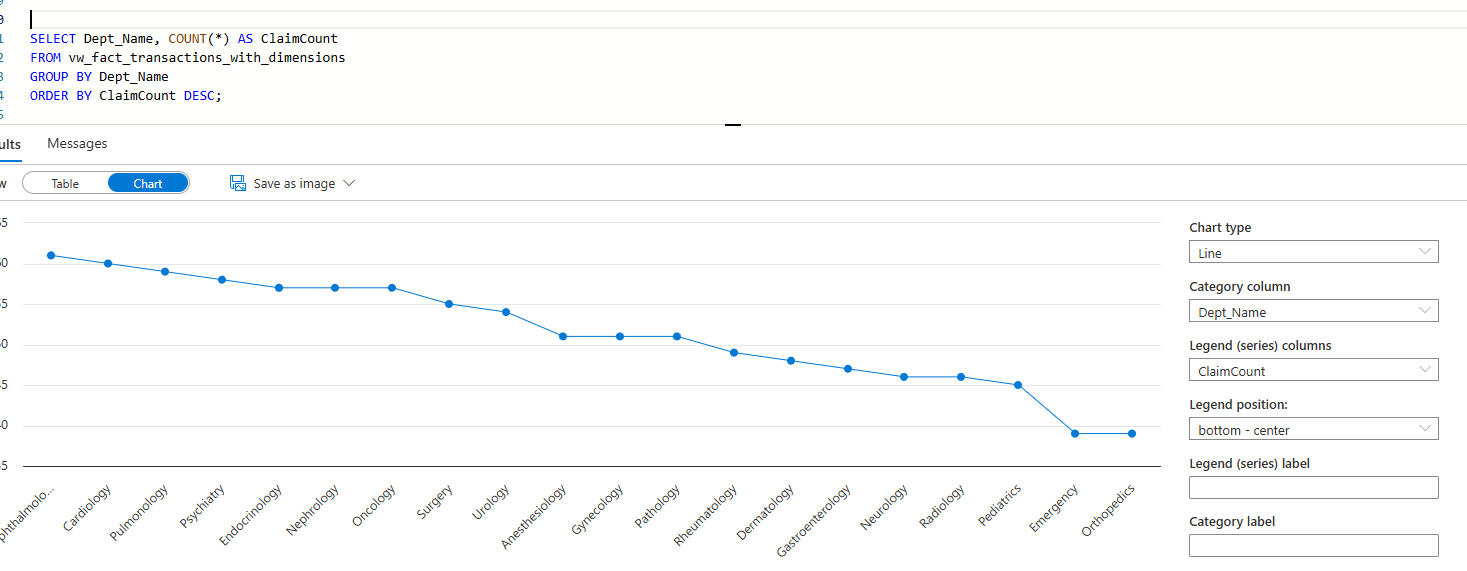 SELECT Dept_Name, COUNT(*) AS ClaimCount
FROM vw_fact_transactions_with_dimensions
GROUP BY Dept_Name
ORDER BY ClaimCount DESC;
Messages
Table Chart Save as image
Chart type
Line
Category column
Dept_Name
Legend (series) columns
ClaimCount
Legend position:
bottom - center
Legend (series) label
Category label
Cardiology
Pulmonology
Psychiatry
Endocrinology
Nephrology
Oncology
Surgery
Urology
Anesthesiology
Gynecology
Pathology
Rheumatology
Dermatology
Gastroenterology
Neurology
Radiology
Pediatrics
Emergency
Orthopedics